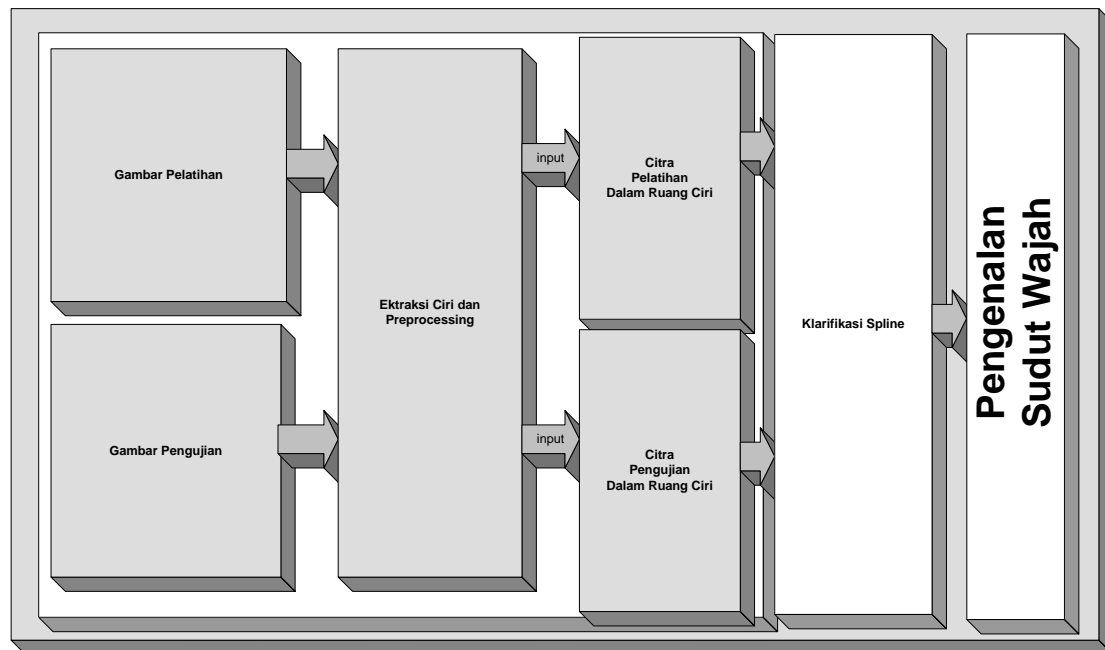 Gambar Pelatihan
Gambar Pengujian
Ektraksi Ciri dan
Preprocessing
input
input
Citra
Pelatihan
Dalam Ruang Ciri
Citra
Pengujian
Dalam Ruang Ciri
Klarifikasi Spline
Pengenalan
Sudut Wajah